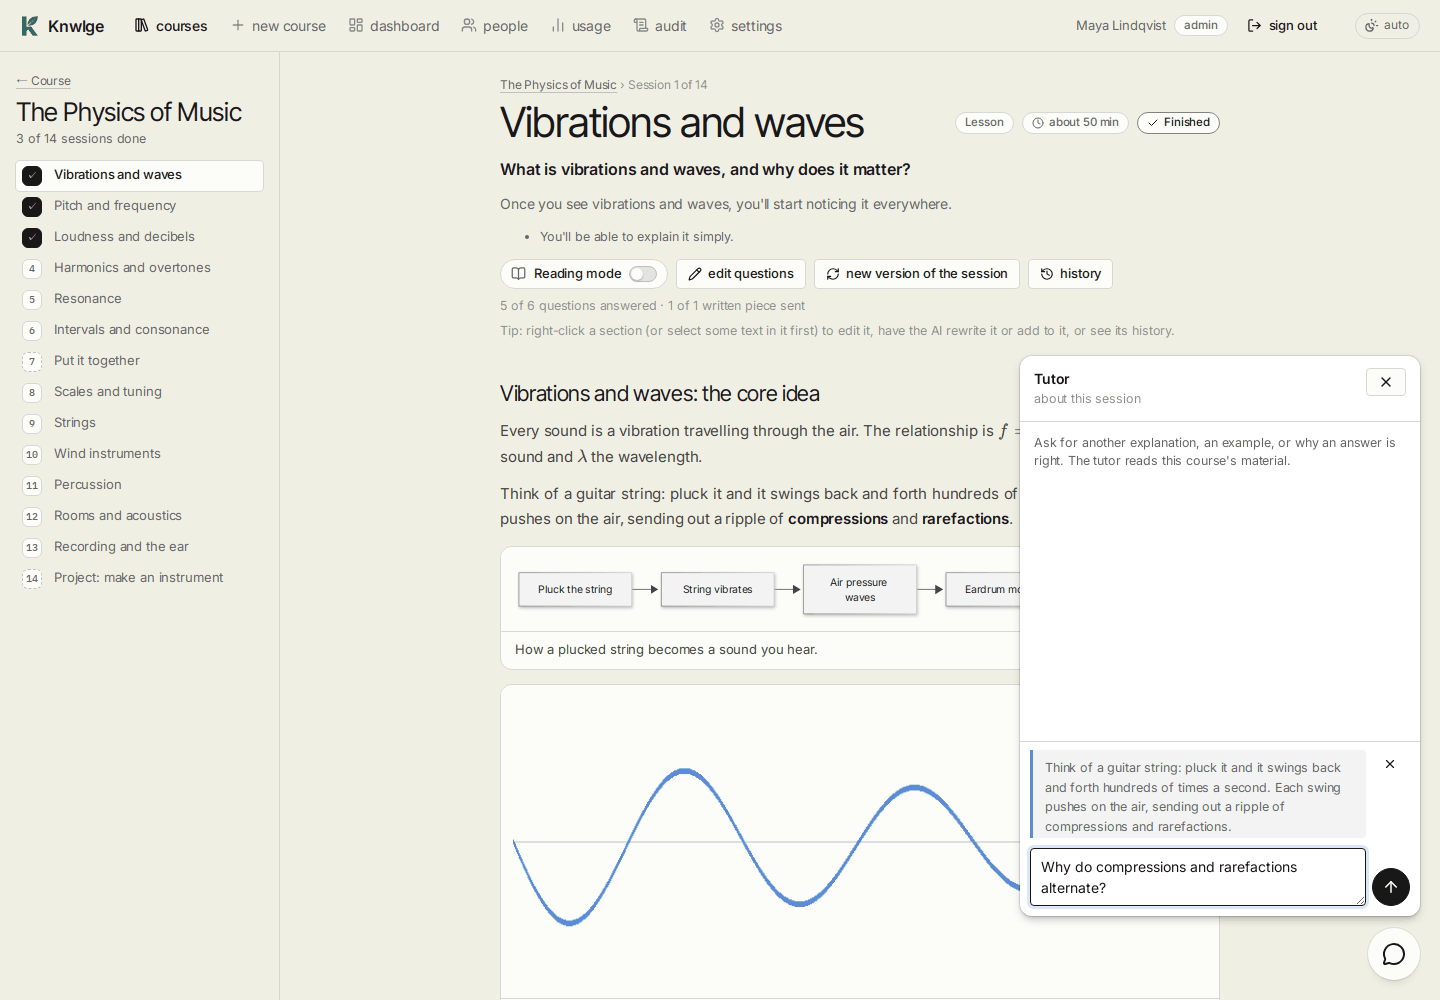 Knwlge
courses
new course
dashboard
people
usage
audit
settings
Maya Lindqvist
admin
sign out
auto
← Course
The Physics of Music
3 of 14 sessions done
✓ Vibrations and waves
✓ Pitch and frequency
✓ Loudness and decibels
4 Harmonics and overtones
5 Resonance
6 Intervals and consonance
7 Put it together
8 Scales and tuning
9 Strings
10 Wind instruments
11 Percussion
12 Rooms and acoustics
13 Recording and the ear
14 Project: make an instrument
The Physics of Music › Session 1 of 14
Vibrations and waves
Lesson
about 50 min
✓ Finished
What is vibrations and waves, and why does it matter?
Once you see vibrations and waves, you'll start noticing it everywhere.
• You'll be able to explain it simply.
Reading mode
edit questions
new version of the session
history
5 of 6 questions answered · 1 of 1 written piece sent
Tip: right-click a section (or select some text in it first) to edit it, have the AI rewrite it or add to it, or see its history.
Vibrations and waves: the core idea
Every sound is a vibration travelling through the air. The relationship is f =
sound and λ the wavelength.
Think of a guitar string: pluck it and it swings back and forth hundreds of
pushes on the air, sending out a ripple of compressions and rarefactions.
Pluck the string
String vibrates
Air pressure
waves
Eardrum
How a plucked string becomes a sound you hear.
Tutor
about this session
Ask for another explanation, an example, or why an answer is
right. The tutor reads this course's material.
Think of a guitar string: pluck it and it swings back
and forth hundreds of times a second. Each swing
pushes on the air, sending out a ripple of
compressions and rarefactions.
Why do compressions and rarefactions
alternate?